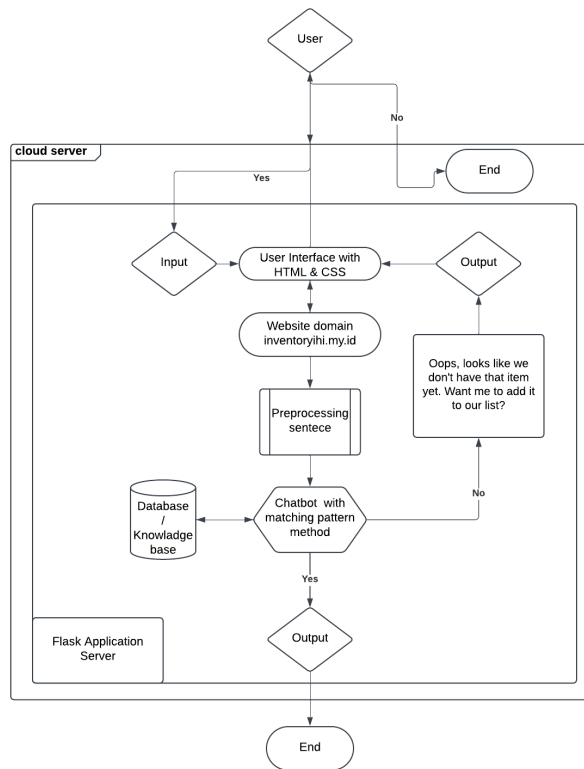 User
No
cloud server
End
Yes
Input
User Interface with
HTML & CSS
Output
Website domain
inventoryihi.my.id
Oops, looks like we
don't have that item
yet. Want me to add it
to our list?
Preprocessing
sentece
Database
/
Knowladge
base
Chatbot with
matching pattern
method
No
Yes
Output
Flask Application
Server
End